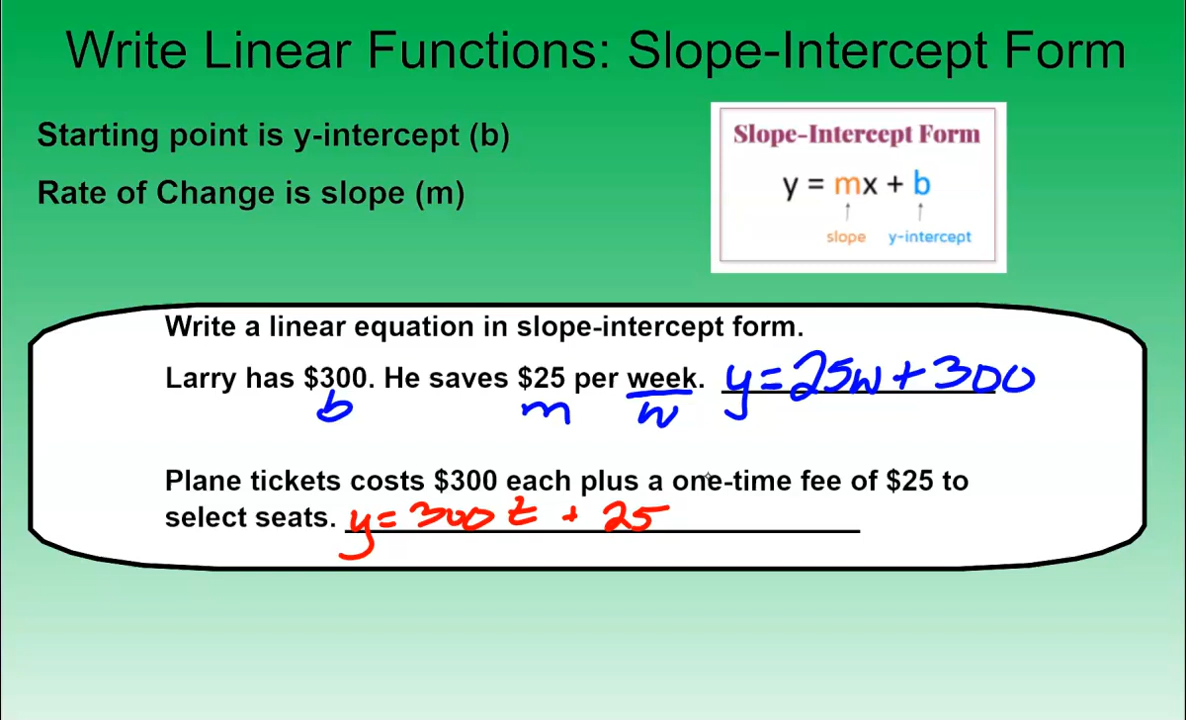 Write Linear Functions: Slope-Intercept Form
Starting point is y-intercept (b)
Rate of Change is slope (m)
Slope-Intercept Form
y = mx + b
slope y-intercept
Write a linear equation in slope-intercept form.
Larry has $300. He saves $25 per week. y = 25w + 300
b m w
Plane tickets costs $300 each plus a one-time fee of $25 to
select seats. y = 300 t + 25